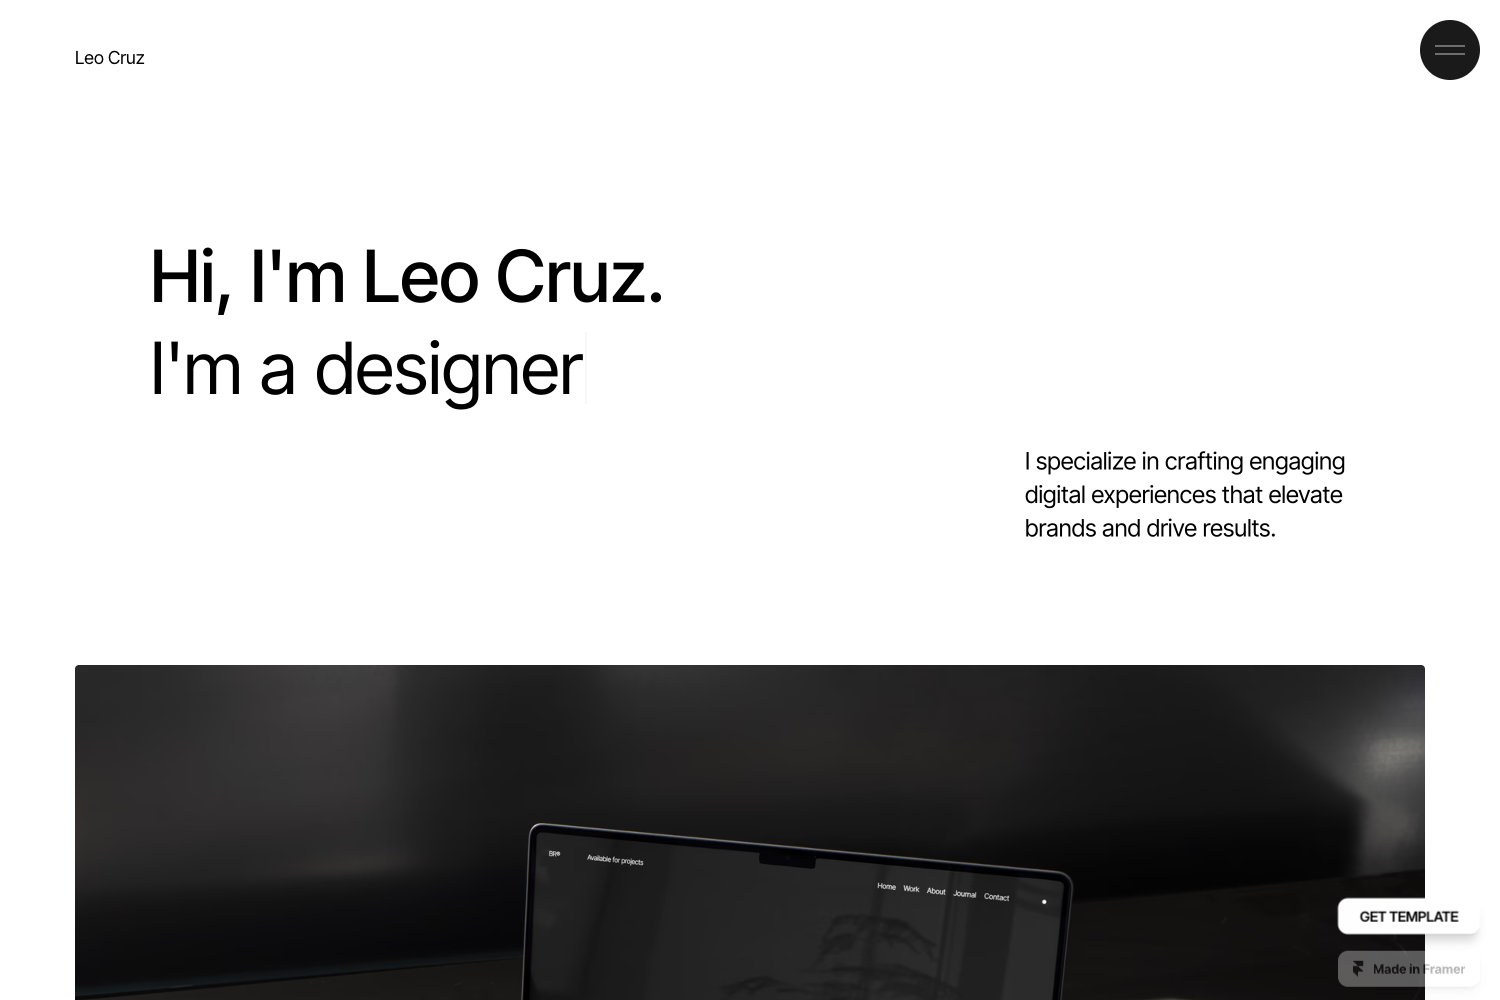 Leo Cruz
Hi, I'm Leo Cruz.
I'm a designer
I specialize in crafting engaging
digital experiences that elevate
brands and drive results.
BR®
Available for projects
Home Work About Journal Contact
GET TEMPLATE
Made in Framer